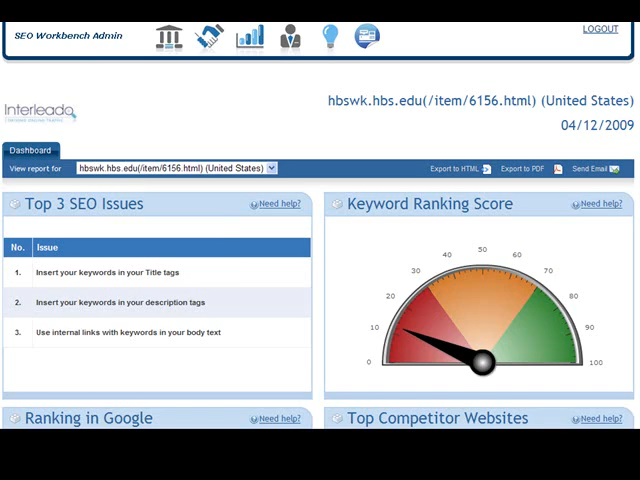 SEO Workbench Admin
LOGOUT
Interleado
hbswk.hbs.edu(/item/6156.html) (United States)
04/12/2009
Dashboard
View report for hbswk.hbs.edu(/item/6156.html) (United States) Export to HTML Export to PDF Send Email
Top 3 SEO Issues Need help?
No. Issue
1. Insert your keywords in your Title tags
2. Insert your keywords in your description tags
3. Use internal links with keywords in your body text
Keyword Ranking Score Need help?
0 10 20 30 40 50 60 70 80 90 100
Ranking in Google Need help?
Top Competitor Websites Need help?